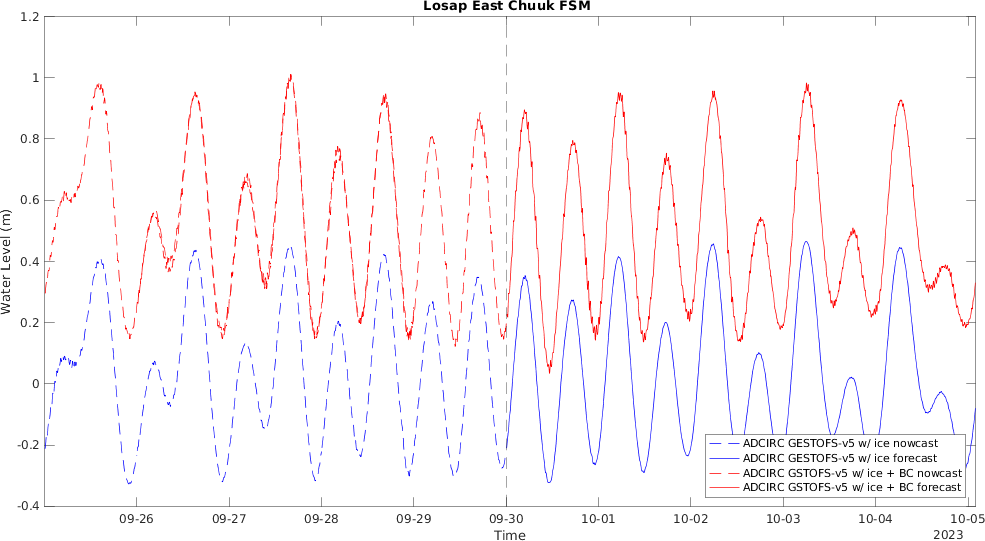 Losap East Chuuk FSM
Water Level (m)
1.2
1
0.8
0.6
0.4
0.2
0
-0.2
-0.4
ADCIRC GESTOFS-v5 w/ ice nowcast
ADCIRC GESTOFS-v5 w/ ice forecast
ADCIRC GSTOFS-v5 w/ ice + BC nowcast
ADCIRC GSTOFS-v5 w/ ice + BC forecast
09-26 09-27 09-28 09-29 09-30 10-01 10-02 10-03 10-04 10-05
Time
2023